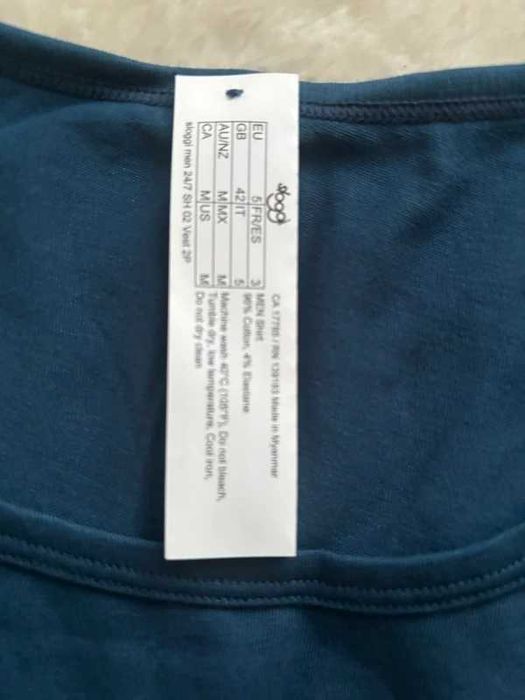 sloggi
EU 5 FR/ES 3
GB 42 IT 5
AU/NZ M MX M
CA M US M
sloggi men 24/7 SH 02 Vest 2P
CA 17785 / RN 129183 Made in Myanmar
MEN Shirt
96% Cotton, 4% Elastane.
Machine wash 40°C (105°F), Do not bleach,
Tumble dry, low temperature, Cool iron,
Do not dry clean